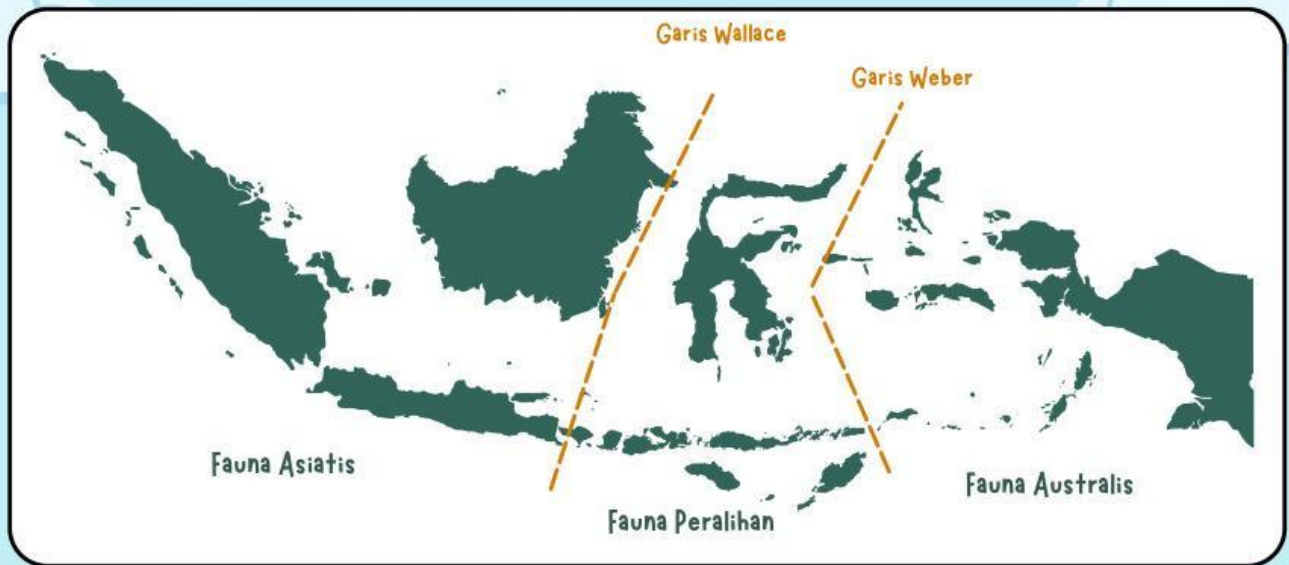 Garis Wallace
Garis Weber
Fauna Asiatis
Fauna Australis
Fauna Peralihan